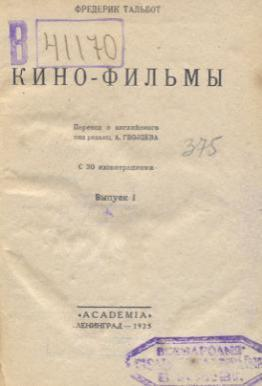 ФРЕДЕРИК ТАЛЬБОТ
В 41170
КИНО-ФИЛЬМЫ
Перевод с английского
под редакц. А. ГВОЗДЕВА
375
С 30 иллюстрациями
Выпуск I
«ACADEMIA»
ЛЕНИНГРАД — 1925